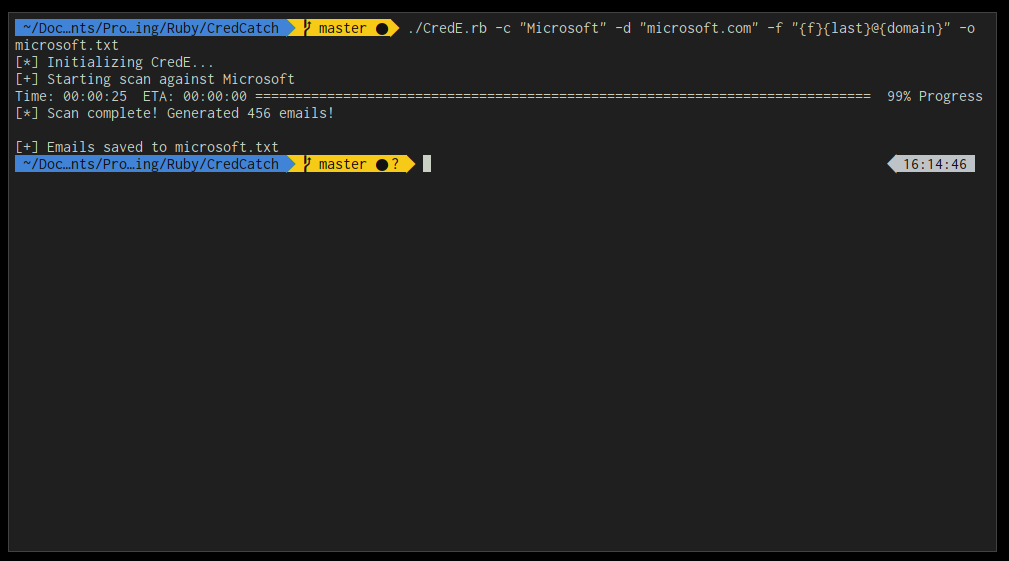 ~/Doc…nts/Pro…ing/Ruby/CredCatch master ● ./CredE.rb -c "Microsoft" -d "microsoft.com" -f "{f}{last}@{domain}" -o
microsoft.txt
[*] Initializing CredE...
[+] Starting scan against Microsoft
Time: 00:00:25 ETA: 00:00:00 ============================================================================= 99% Progress
[*] Scan complete! Generated 456 emails!
[+] Emails saved to microsoft.txt
~/Doc…nts/Pro…ing/Ruby/CredCatch master ●? 16:14:46